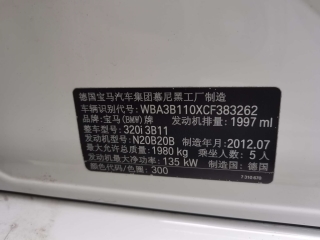 德国宝马汽车集团慕尼黑工厂制造
车辆识别代号: WBA3B110XCF383262
品牌: 宝马(BMW)牌 发动机排量: 1997 ml
整车型号: 320i 3B11
发动机型号: N20B20B 制造年月: 2012.07
最大允许总质量: 1980 kg 乘坐人数: 5 人
发动机最大净功率: 135 kW 制造国: 德国
颜色代码/色圈: 300